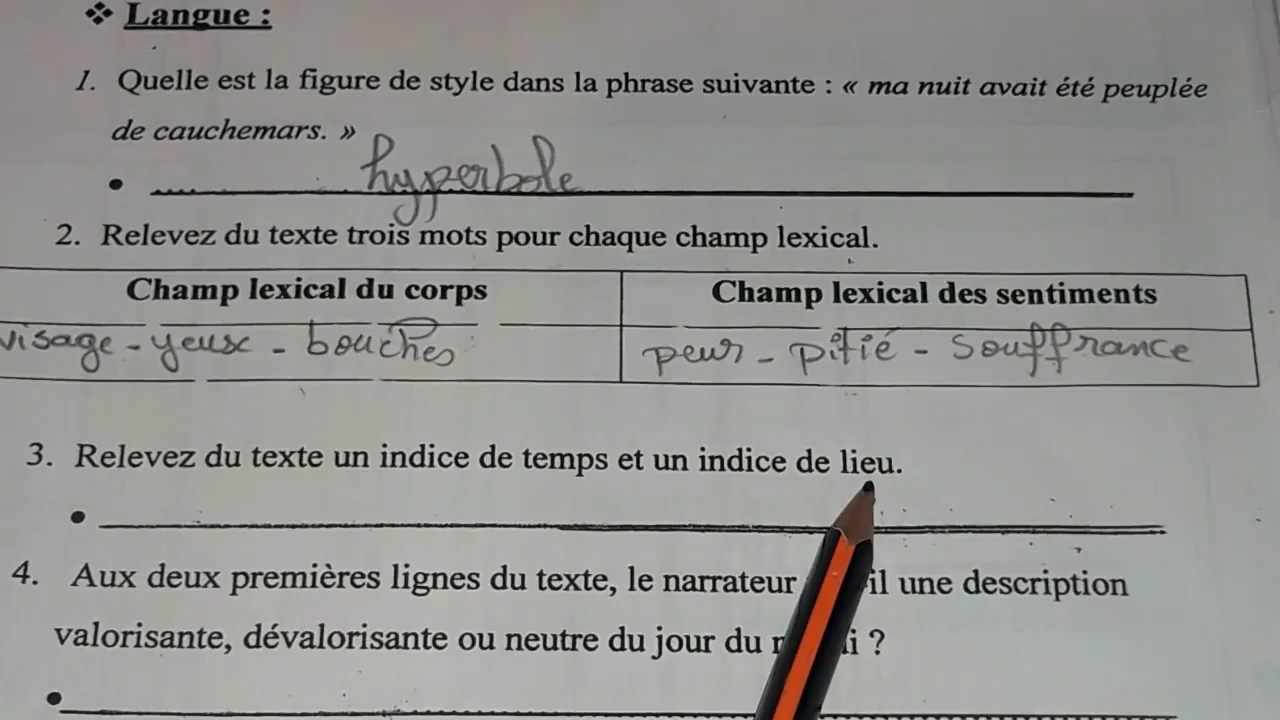 ❖ Langue :
1. Quelle est la figure de style dans la phrase suivante : « ma nuit avait été peuplée
de cauchemars. »
• hyperbole
2. Relevez du texte trois mots pour chaque champ lexical.
Champ lexical du corps Champ lexical des sentiments
visage - yeux - bouches peur - pitié - souffrance
3. Relevez du texte un indice de temps et un indice de lieu.
•
4. Aux deux premières lignes du texte, le narrateur il une description
valorisante, dévalorisante ou neutre du jour du ?
•